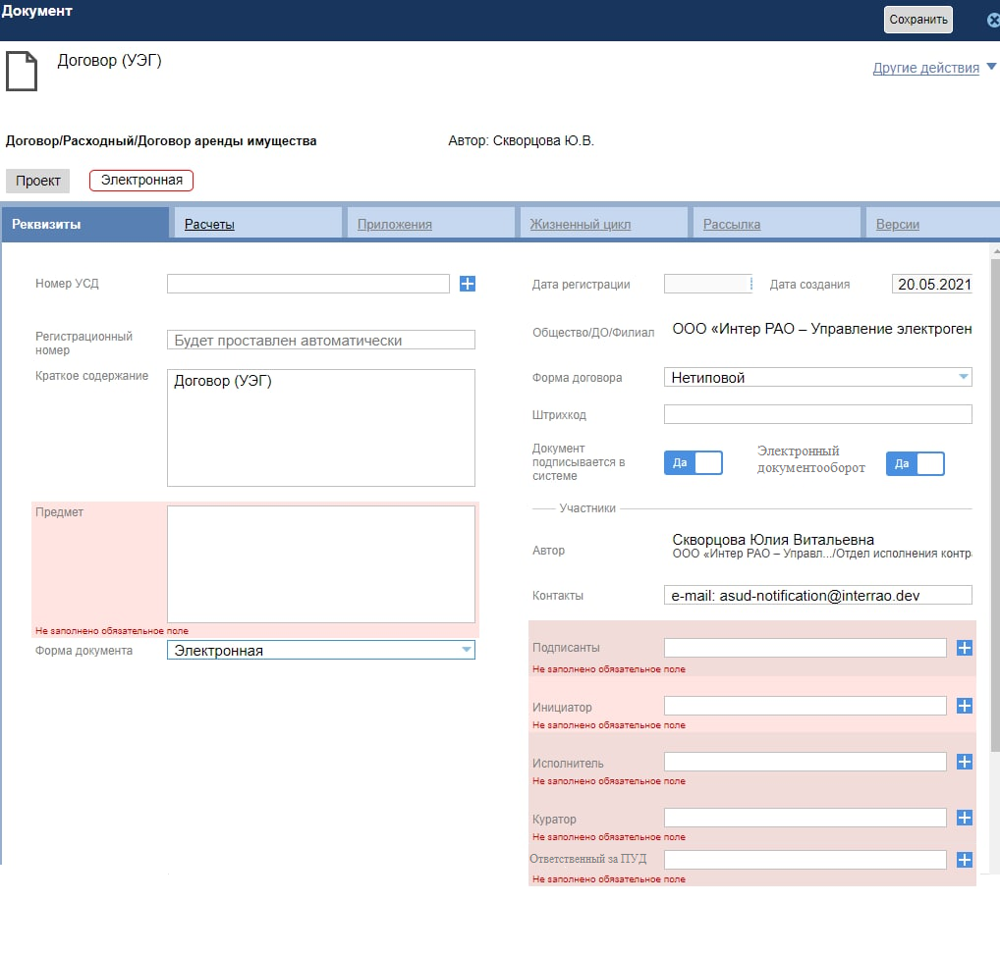 Документ
Сохранить
Договор (УЭГ)
Другие действия
Договор/Расходный/Договор аренды имущества
Автор: Скворцова Ю.В.
Проект
Электронная
Реквизиты
Расчеты
Приложения
Жизненный цикл
Рассылка
Версии
Номер УСД
Регистрационный
номер
Будет проставлен автоматически
Краткое содержание
Договор (УЭГ)
Предмет
Не заполнено обязательное поле
Форма документа
Электронная
Дата регистрации
Дата создания
20.05.2021
Общество/ДО/Филиал
ООО «Интер РАО – Управление электроген
Форма договора
Нетиповой
Штрихкод
Документ
подписывается в
системе
Да
Электронный
документооборот
Да
Участники
Автор
Скворцова Юлия Витальевна
ООО «Интер РАО – Управл.../Отдел исполнения контр
Контакты
e-mail: asud-notification@interrao.dev
Подписанты
Не заполнено обязательное поле
Инициатор
Не заполнено обязательное поле
Исполнитель
Не заполнено обязательное поле
Куратор
Не заполнено обязательное поле
Ответственный за ПУД
Не заполнено обязательное поле